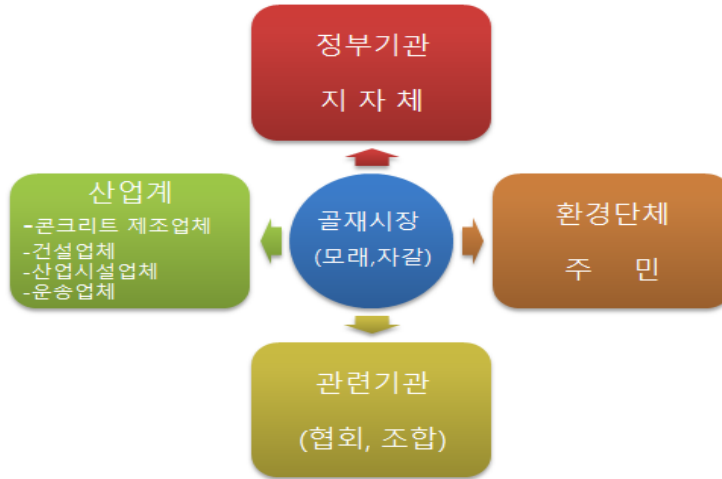 정부기관
지 자 체
산업계
-콘크리트 제조업체
-건설업체
-산업시설업체
-운송업체
골재시장
(모래,자갈)
환경단체
주 민
관련기관
(협회, 조합)